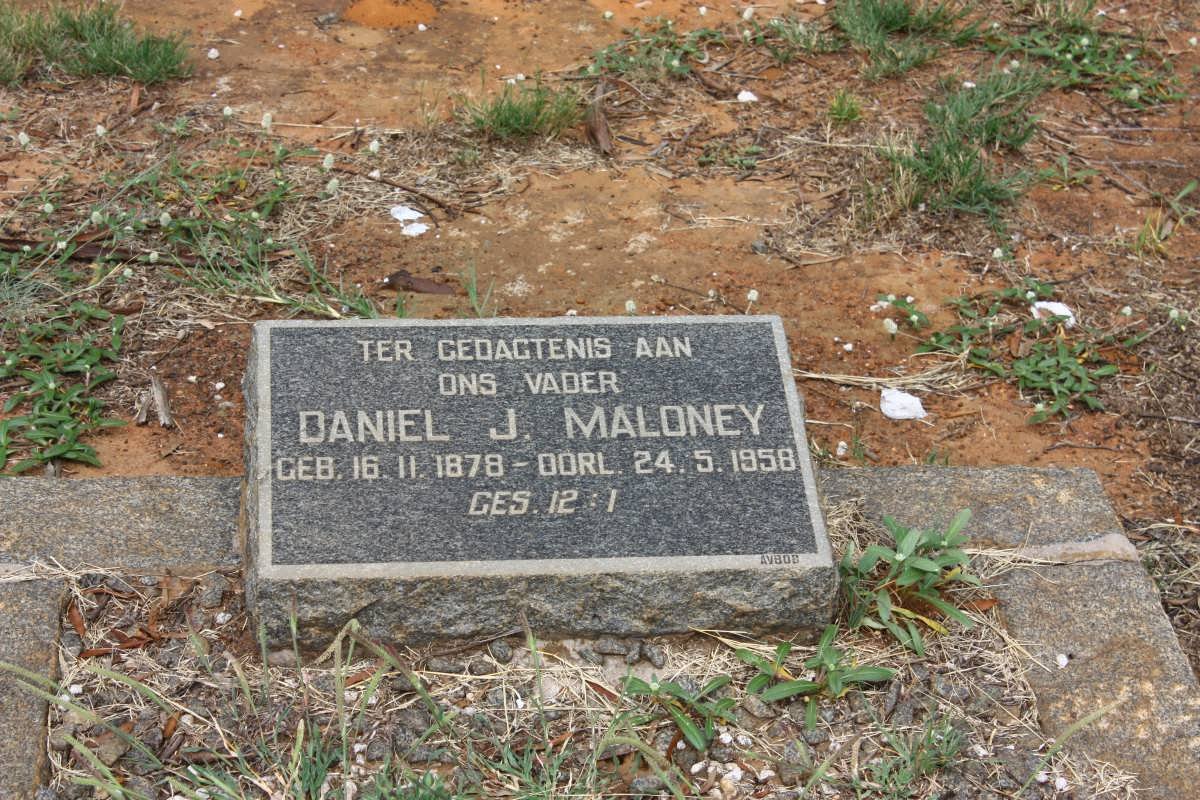 TER GEDAGTENIS AAN
ONS VADER
DANIEL J. MALONEY
GEB. 16. 11. 1878 - OORL. 24. 5. 1958
GES. 12 : 1
AVBOB